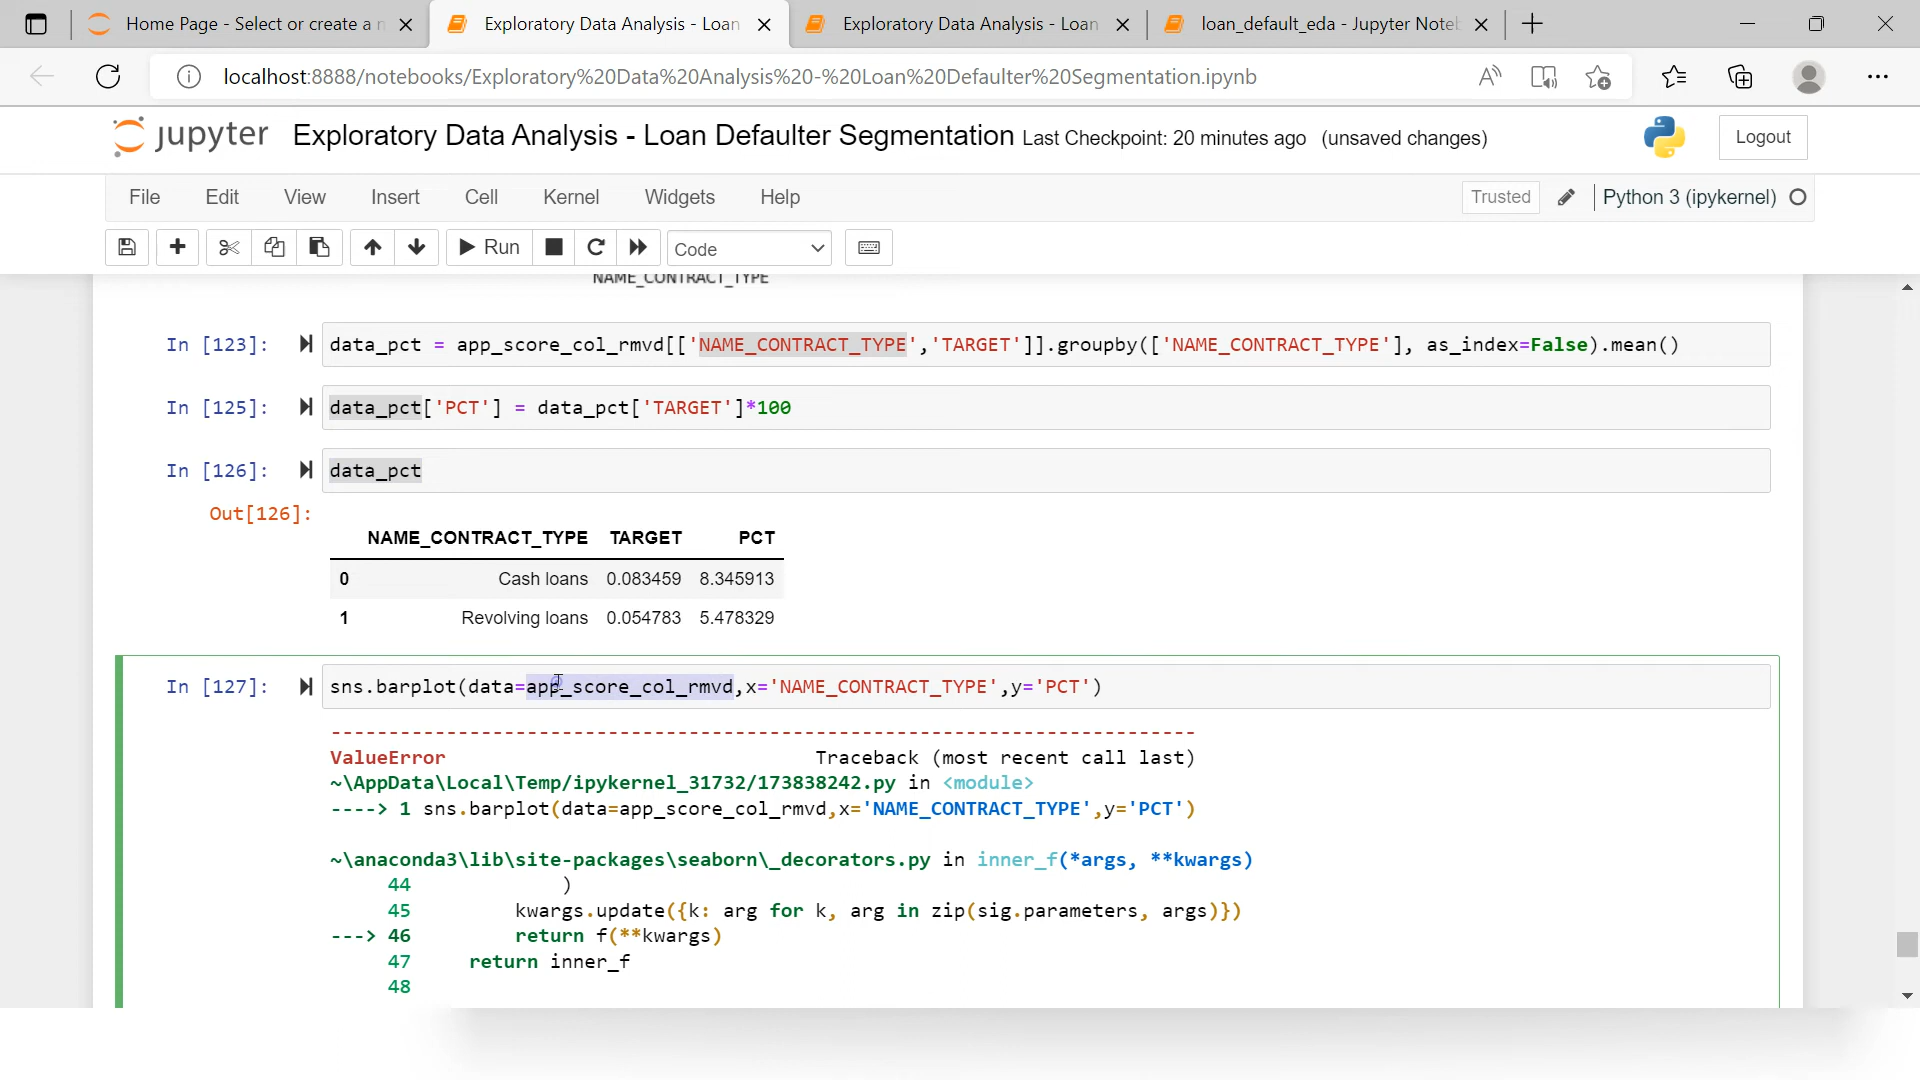 Home Page - Select or create a n
Exploratory Data Analysis - Loan
Exploratory Data Analysis - Loan
loan_default_eda - Jupyter Noteb
localhost:8888/notebooks/Exploratory%20Data%20Analysis%20-%20Loan%20Defaulter%20Segmentation.ipynb
jupyter Exploratory Data Analysis - Loan Defaulter Segmentation Last Checkpoint: 20 minutes ago (unsaved changes)
Logout
File Edit View Insert Cell Kernel Widgets Help
Trusted
Python 3 (ipykernel)
Run
Code
NAME_CONTRACT_TYPE
In [123]: data_pct = app_score_col_rmvd[['NAME_CONTRACT_TYPE','TARGET']].groupby(['NAME_CONTRACT_TYPE'], as_index=False).mean()
In [125]: data_pct['PCT'] = data_pct['TARGET']*100
In [126]: data_pct
Out[126]:
NAME_CONTRACT_TYPE TARGET PCT
0 Cash loans 0.083459 8.345913
1 Revolving loans 0.054783 5.478329
In [127]: sns.barplot(data=app_score_col_rmvd,x='NAME_CONTRACT_TYPE',y='PCT')
---------------------------------------------------------------------------
ValueError Traceback (most recent call last)
~\AppData\Local\Temp/ipykernel_31732/173838242.py in <module>
----> 1 sns.barplot(data=app_score_col_rmvd,x='NAME_CONTRACT_TYPE',y='PCT')
~\anaconda3\lib\site-packages\seaborn\_decorators.py in inner_f(*args, **kwargs)
44 )
45 kwargs.update({k: arg for k, arg in zip(sig.parameters, args)})
---> 46 return f(**kwargs)
47 return inner_f
48